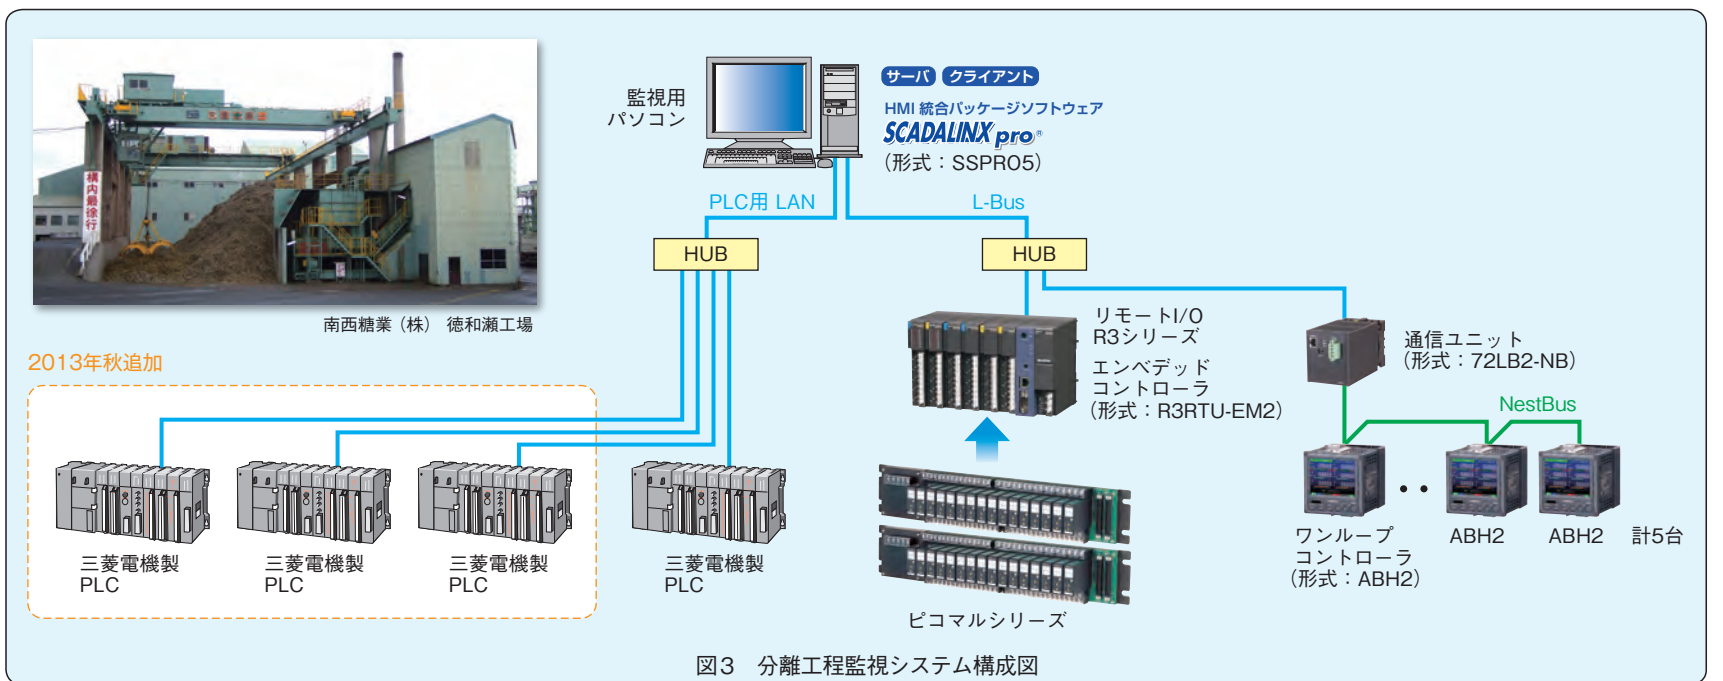 サーバ クライアント
監視用
パソコン
HMI 統合パッケージソフトウェア
SCADALINX pro®
(形式:SSPRO5)
PLC用 LAN
L-Bus
HUB
HUB
構内最徐行
南西糖業(株) 徳和瀬工場
リモートI/O
R3シリーズ
エンベデッド
コントローラ
(形式:R3RTU-EM2)
通信ユニット
(形式:72LB2-NB)
NestBus
2013年秋追加
三菱電機製
PLC
三菱電機製
PLC
三菱電機製
PLC
三菱電機製
PLC
ピコマルシリーズ
ワンループ
コントローラ
(形式:ABH2)
ABH2
ABH2
計5台
図3 分離工程監視システム構成図